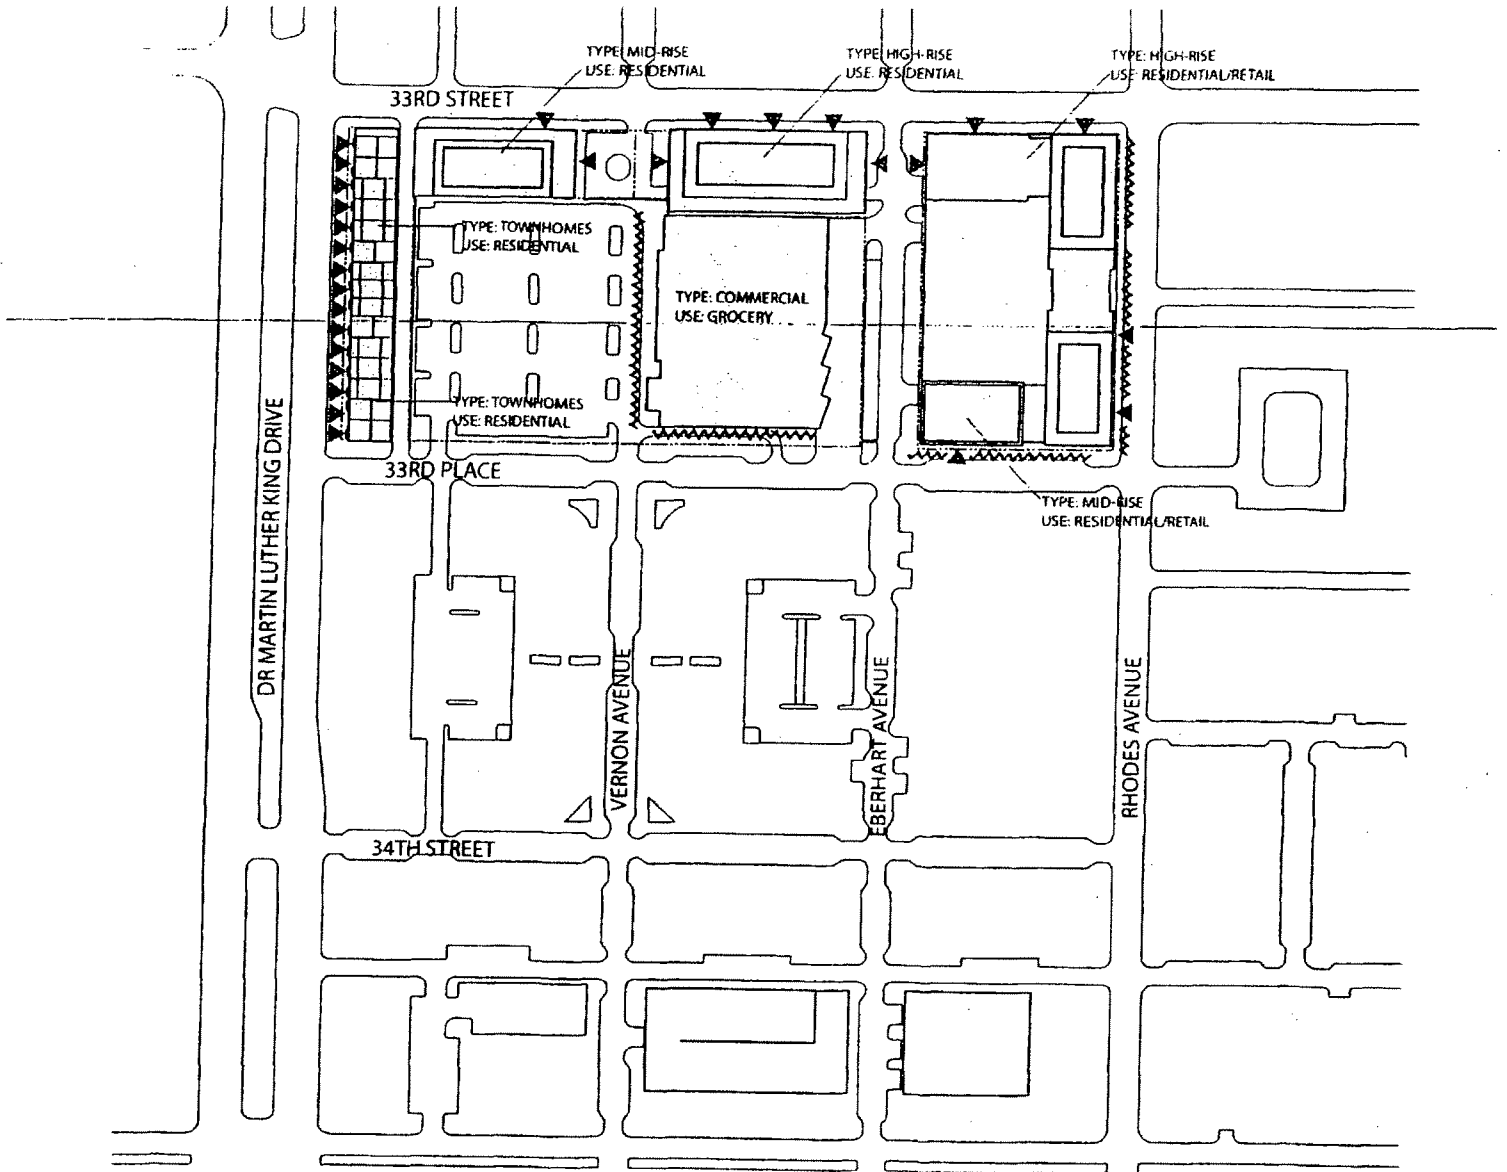 TYPE: MID-RISE
USE: RESIDENTIAL
TYPE: HIGH-RISE
USE: RESIDENTIAL
TYPE: HIGH-RISE
USE: RESIDENTIAL/RETAIL
33RD STREET
TYPE: TOWNHOMES
USE: RESIDENTIAL
TYPE: COMMERCIAL
USE: GROCERY
TYPE: TOWNHOMES
USE: RESIDENTIAL
33RD PLACE
TYPE: MID-RISE
USE: RESIDENTIAL/RETAIL
DR MARTIN LUTHER KING DRIVE
VERNON AVENUE
EBERHART AVENUE
RHODES AVENUE
34TH STREET